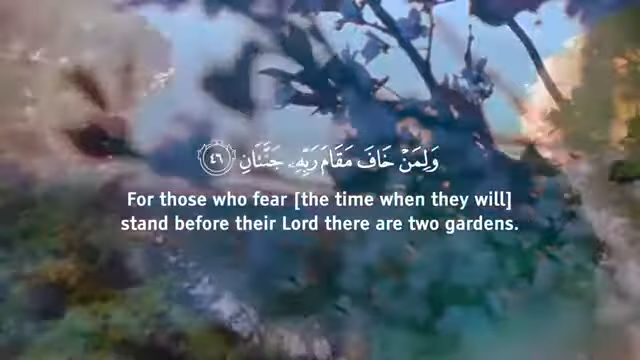 وَلِمَنْ خَافَ مَقَامَ رَبِّهِۦ جَنَّتَانِ ٤٦
For those who fear [the time when they will]
stand before their Lord there are two gardens.